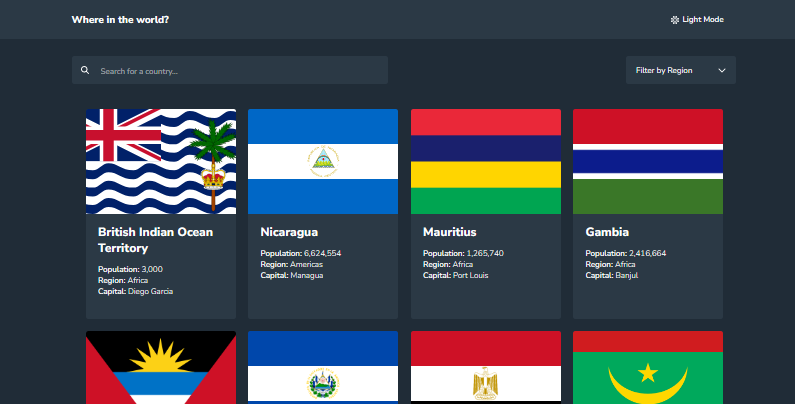 Where in the world?
Light Mode
Search for a country...
Filter by Region
British Indian Ocean
Territory
Population: 3,000
Region: Africa
Capital: Diego Garcia
Nicaragua
Population: 6,624,554
Region: Americas
Capital: Managua
Mauritius
Population: 1,265,740
Region: Africa
Capital: Port Louis
Gambia
Population: 2,416,664
Region: Africa
Capital: Banjul